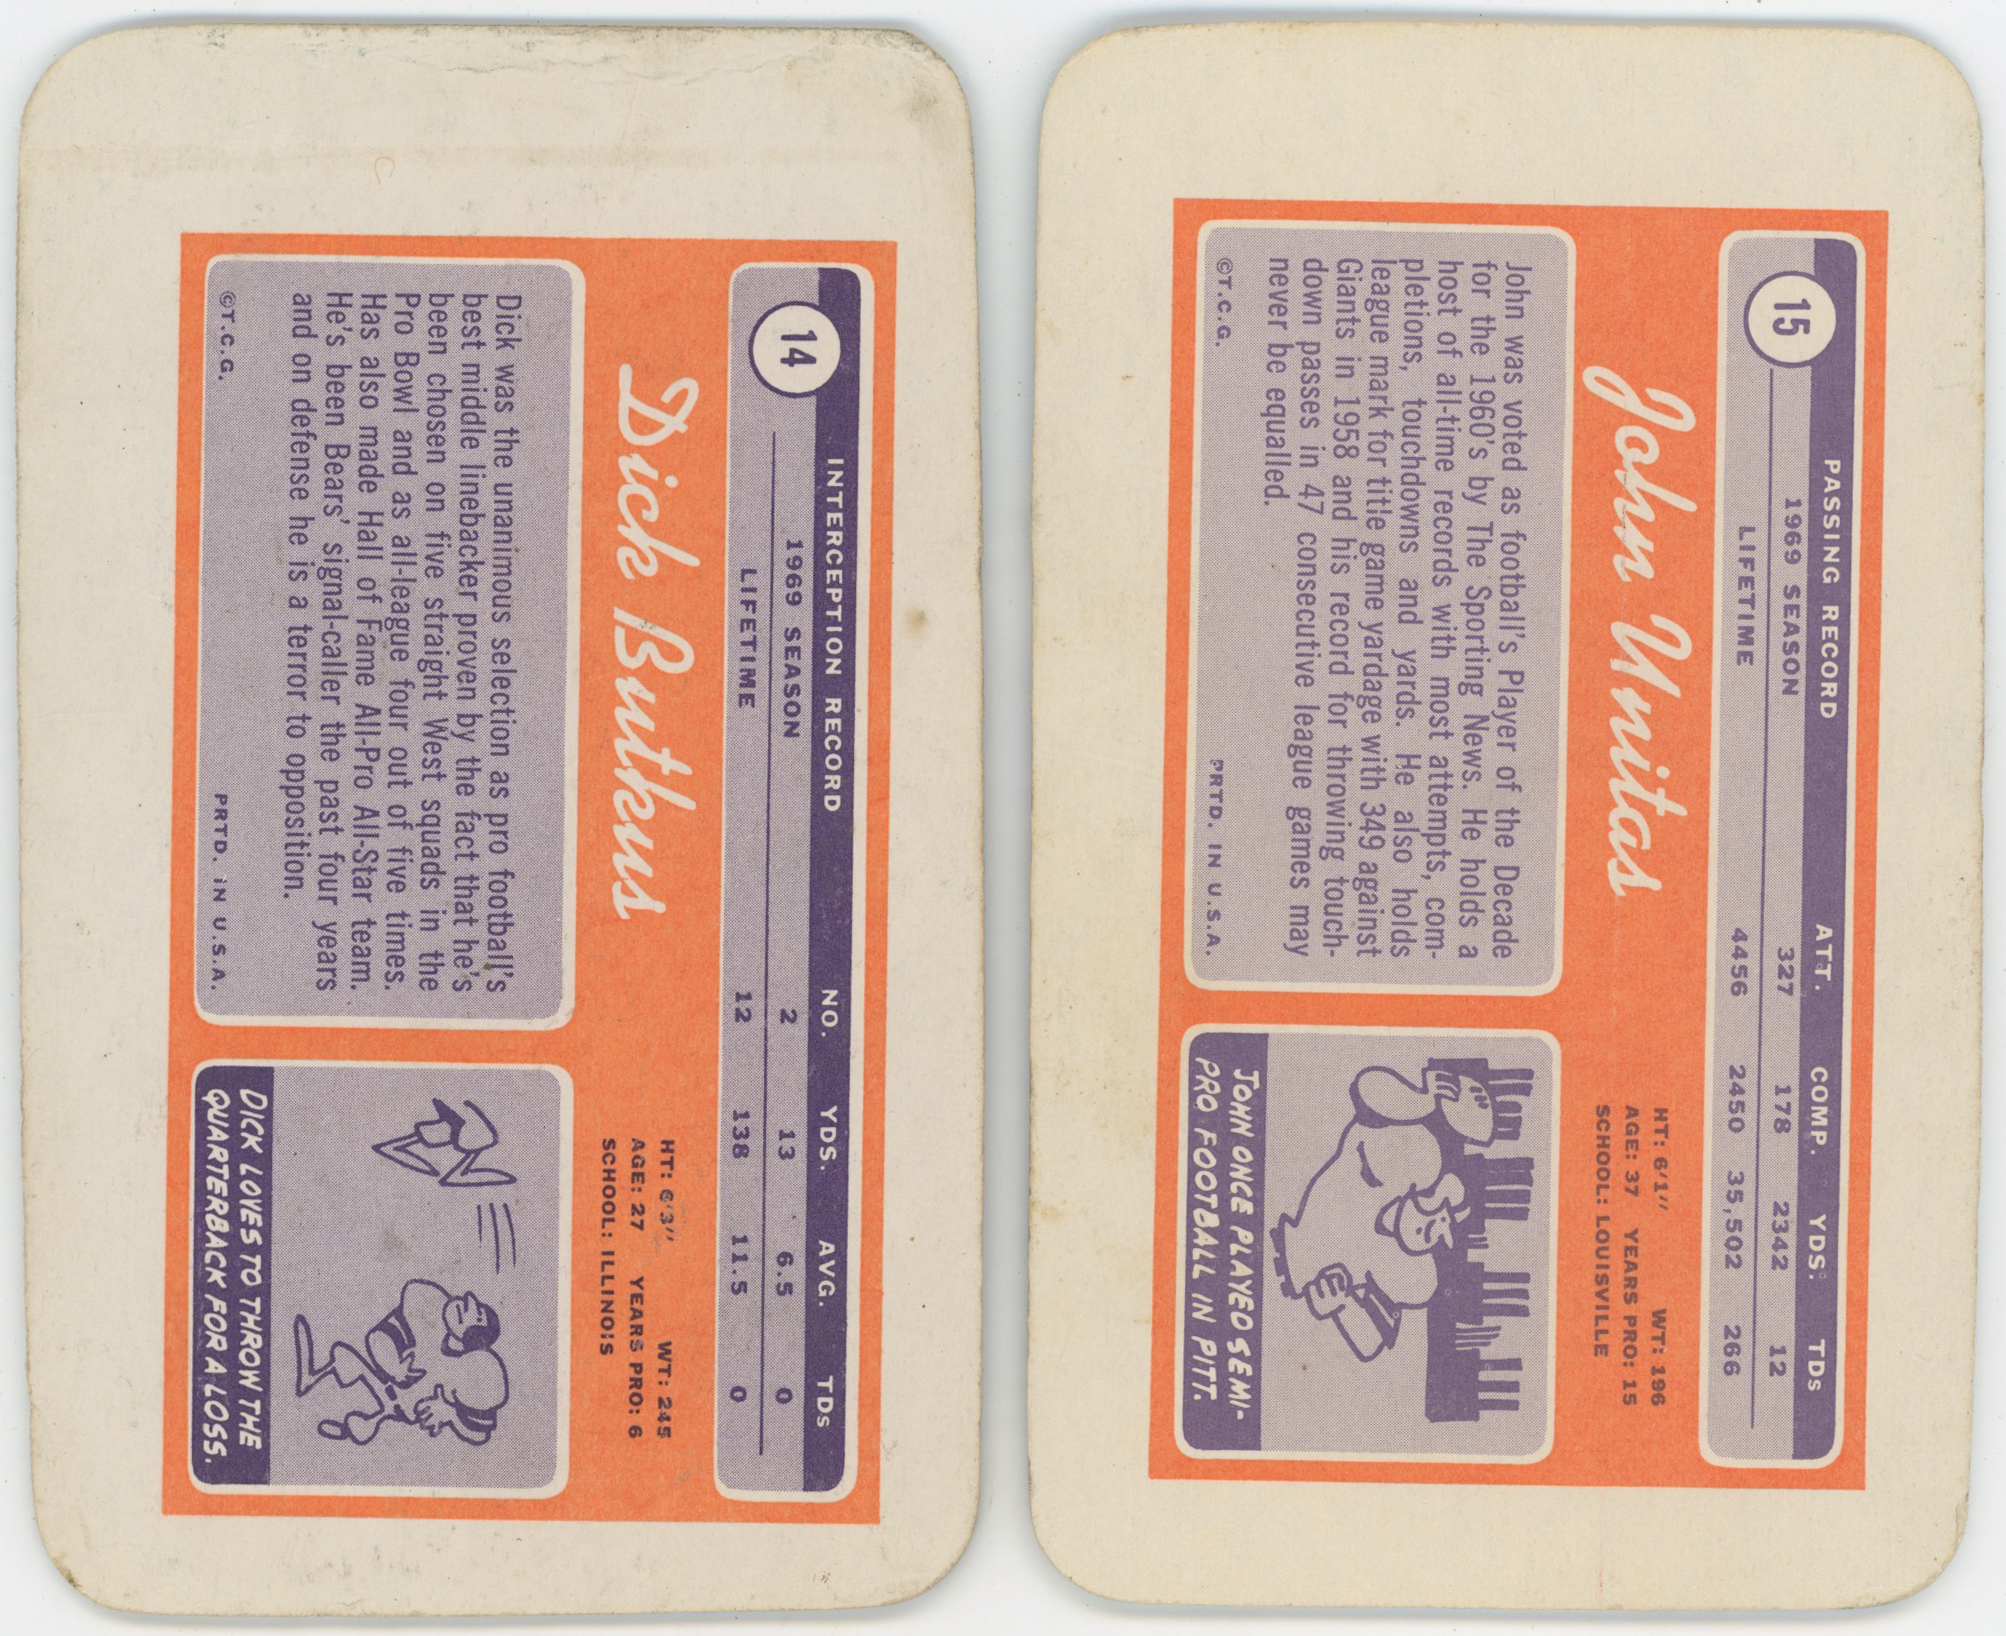 14
INTERCEPTION RECORD NO. YDS. AVG. TDs
1969 SEASON 2 13 6.5 0
LIFETIME 12 138 11.5 0
Dick Butkus
HT: 6'3" WT: 245
AGE: 27 YEARS PRO: 6
SCHOOL: ILLINOIS
Dick was the unanimous selection as pro football's
best middle linebacker proven by the fact that he's
been chosen on five straight West squads in the
Pro Bowl and as all-league four out of five times.
Has also made Hall of Fame All-Pro All-Star team.
He's been Bears' signal-caller the past four years
and on defense he is a terror to opposition.
©T.C.G. PRTD. IN U.S.A.
DICK LOVES TO THROW THE
QUARTERBACK FOR A LOSS.
15
PASSING RECORD ATT. COMP. YDS. TDs
1969 SEASON 327 178 2342 12
LIFETIME 4456 2450 35,502 266
John Unitas
HT: 6'1" WT: 196
AGE: 37 YEARS PRO: 15
SCHOOL: LOUISVILLE
John was voted as football's Player of the Decade
for the 1960's by The Sporting News. He holds a
host of all-time records with most attempts, com-
pletions, touchdowns and yards. He also holds
league mark for title game yardage with 349 against
Giants in 1958 and his record for throwing touch-
down passes in 47 consecutive league games may
never be equalled.
©T.C.G. PRTD. IN U.S.A.
JOHN ONCE PLAYED SEMI-
PRO FOOTBALL IN PITT.